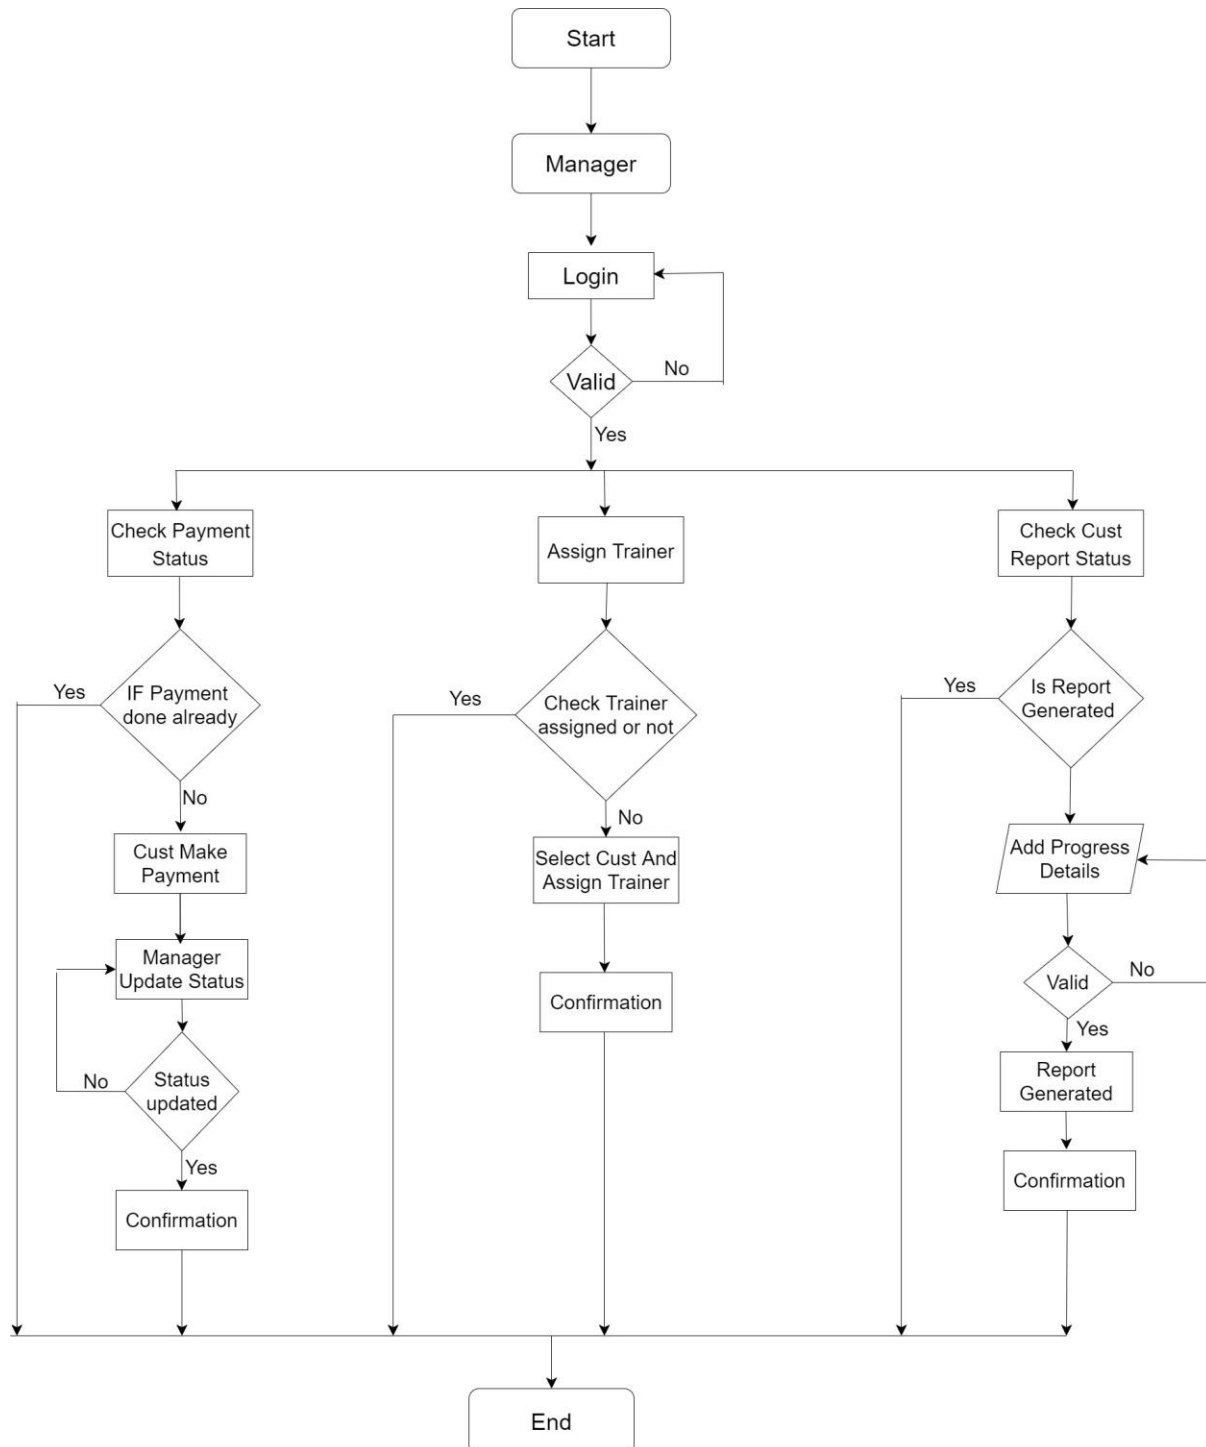 Start
Manager
Login
Valid
No
Yes
Check Payment
Status
IF Payment
done already
Yes
No
Cust Make
Payment
Manager
Update Status
Status
updated
No
Yes
Confirmation
Assign Trainer
Check Trainer
assigned or not
Yes
No
Select Cust And
Assign Trainer
Confirmation
Check Cust
Report Status
Is Report
Generated
Yes
Add Progress
Details
Valid
No
Yes
Report
Generated
Confirmation
End